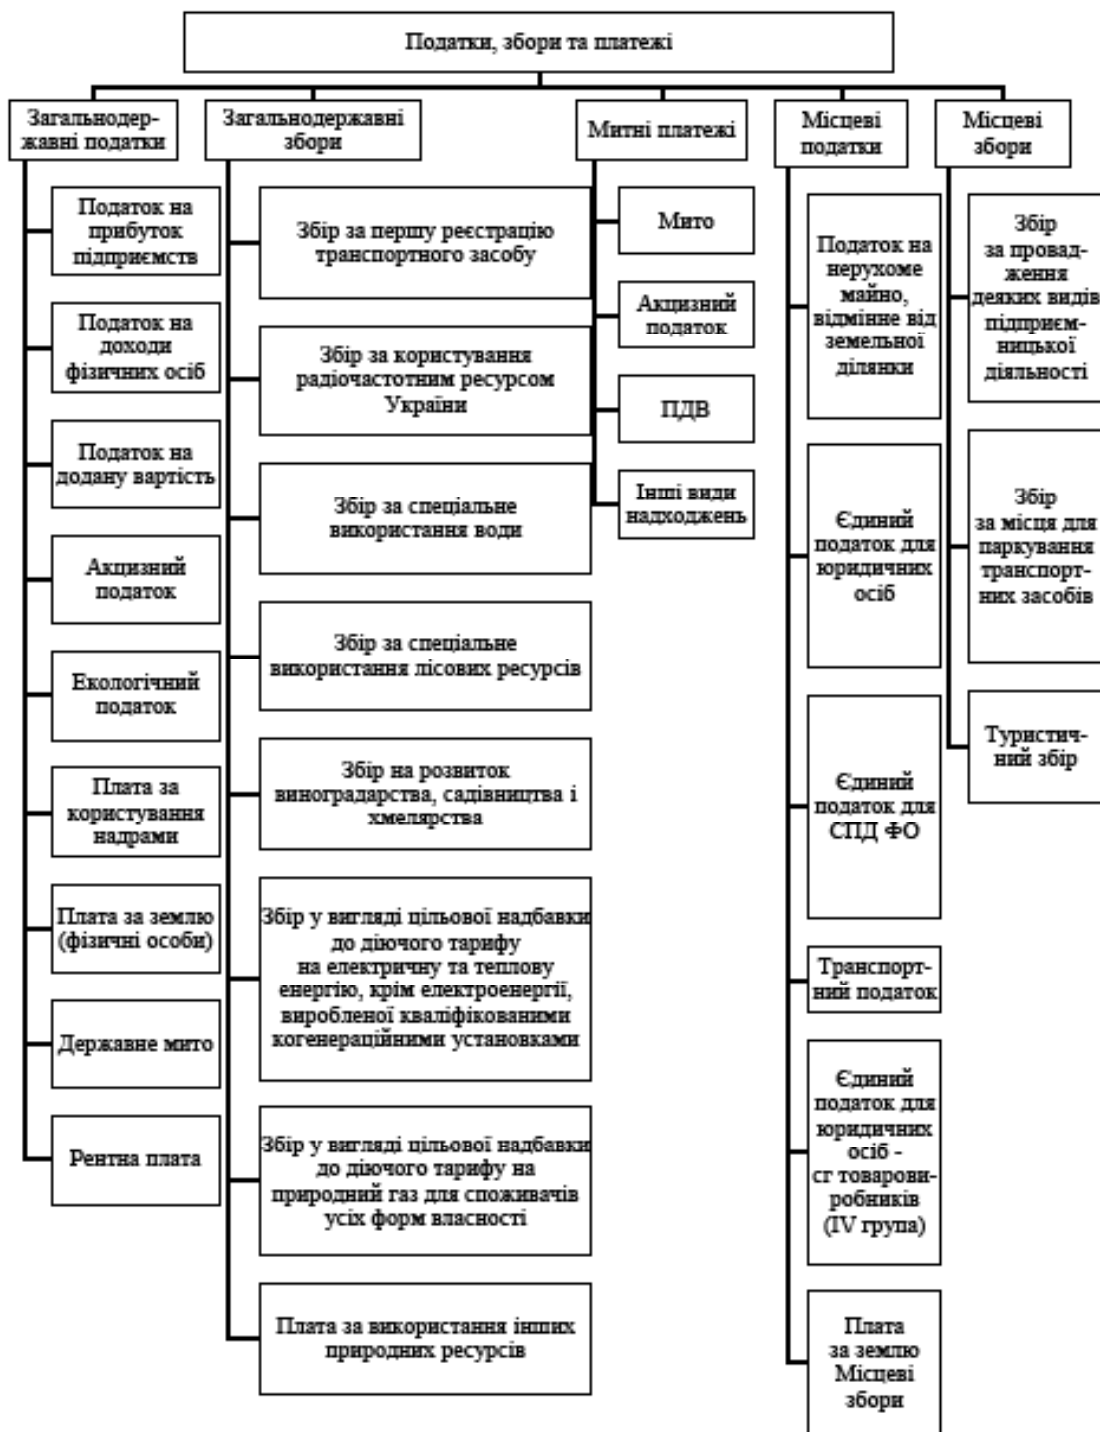 Податки, збори та платежі
Загальнодер-
жавні податки
Податок на
прибуток
підприємств
Податок на
доходи
фізичних осіб
Податок на
додану вартість
Акцизний
податок
Екологічний
податок
Плата за
користування
надрами
Плата за землю
(фізичні особи)
Державне мито
Рентна плата
Загальнодержавні
збори
Збір за першу реєстрацію
транспортного засобу
Збір за користування
радіочастотним ресурсом
України
Збір за спеціальне
використання води
Збір за спеціальне
використання лісових ресурсів
Збір на розвиток
виноградарства, садівництва і
хмелярства
Збір у вигляді цільової надбавки
до діючого тарифу
на електричну та теплову
енергію, крім електроенергії,
виробленої кваліфікованими
когенераційними установками
Збір у вигляді цільової надбавки
до діючого тарифу на
природний газ для споживачів
усіх форм власності
Плата за використання інших
природних ресурсів
Митні платежі
Мито
Акцизний
податок
ПДВ
Інші види
надходжень
Місцеві
податки
Податок на
нерухоме
майно,
відмінне від
земельної
ділянки
Єдиний
податок для
юридичних
осіб
Єдиний
податок для
СПД ФО
Транспорт-
ний податок
Єдиний
податок для
юридичних
осіб -
сг товарови-
робників
(IV група)
Плата
за землю
Місцеві
збори
Місцеві
збори
Збір
за провад-
ження
деяких видів
підприєм-
ницької
діяльності
Збір
за місця для
паркування
транспорт-
них засобів
Туристич-
ний збір